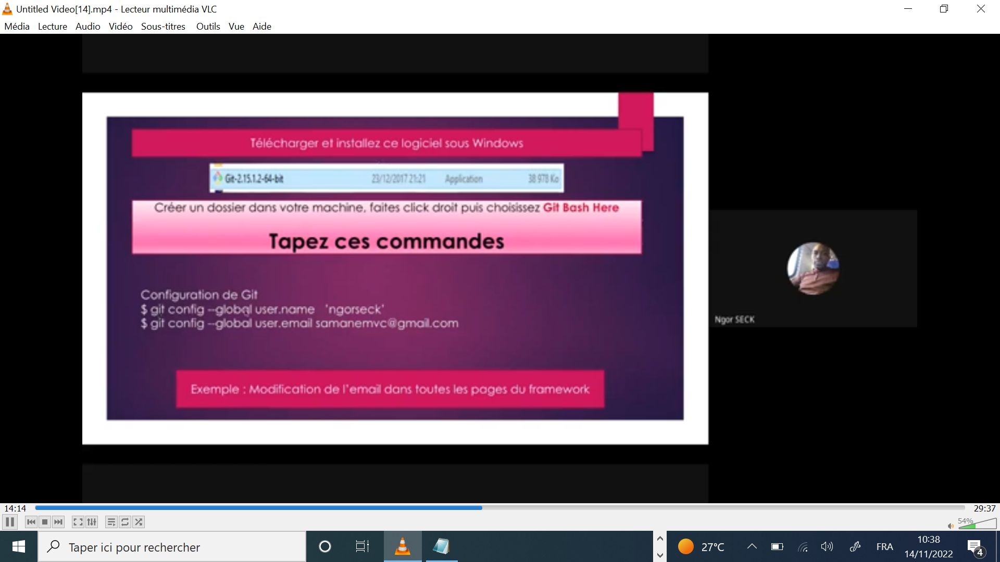 Untitled Video[14].mp4 - Lecteur multimédia VLC
Média Lecture Audio Vidéo Sous-titres Outils Vue Aide
Télécharger et installez ce logiciel sous Windows
Git-2.15.1.2-64-bit 23/12/2017 21:21 Application 38 978 Ko
Créer un dossier dans votre machine, faites click droit puis choisissez Git Bash Here
Tapez ces commandes
Configuration de Git
$ git config --global user.name 'ngorseck'
$ git config --global user.email samanemvc@gmail.com
Ngor SECK
Exemple : Modification de l'email dans toutes les pages du framework
14:14 29:37
54%
Taper ici pour rechercher
27°C
FRA
10:38
14/11/2022
4